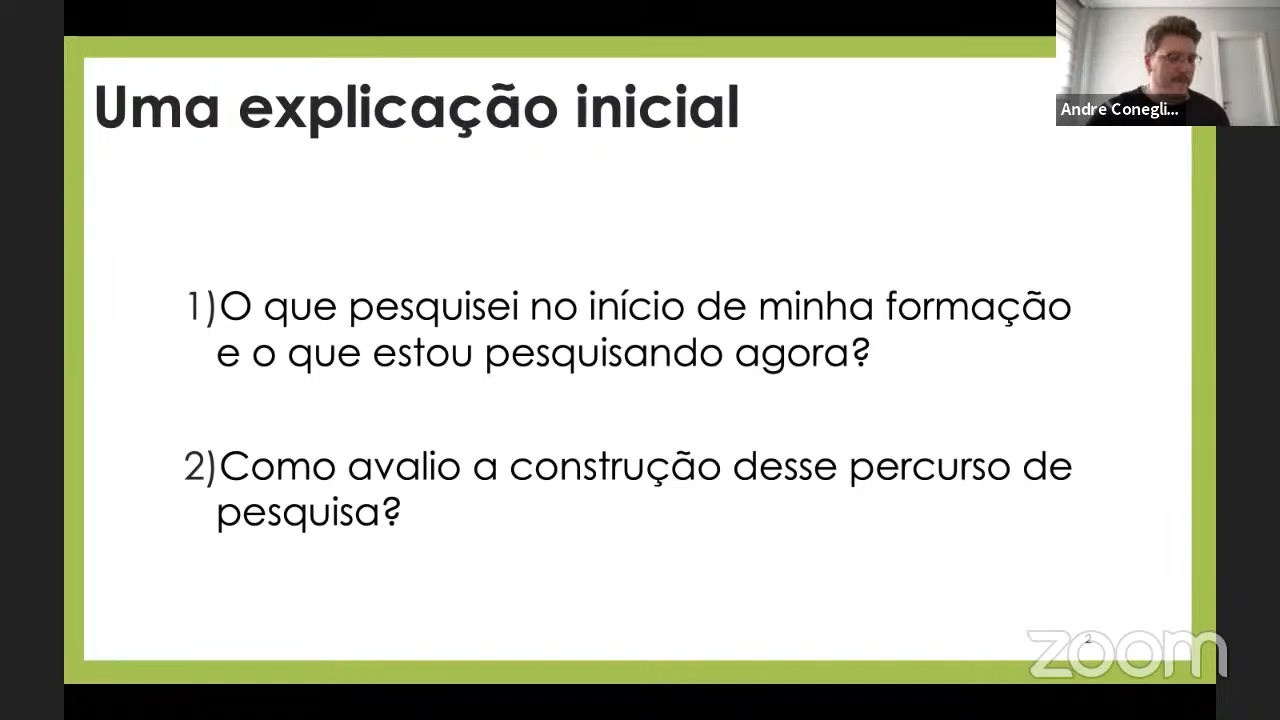 Uma explicação inicial
Andre Conegli...
1)O que pesquisei no início de minha formação
e o que estou pesquisando agora?
2)Como avalio a construção desse percurso de
pesquisa?
2
zoom